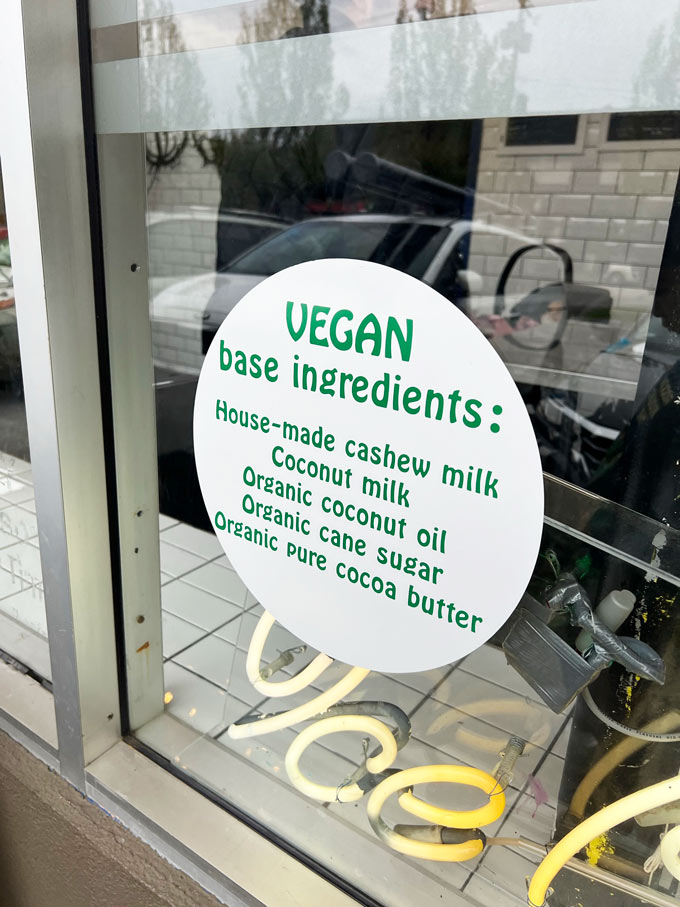 VEGAN
base ingredients:
House-made cashew milk
Coconut milk
Organic coconut oil
Organic cane sugar
Organic pure cocoa butter